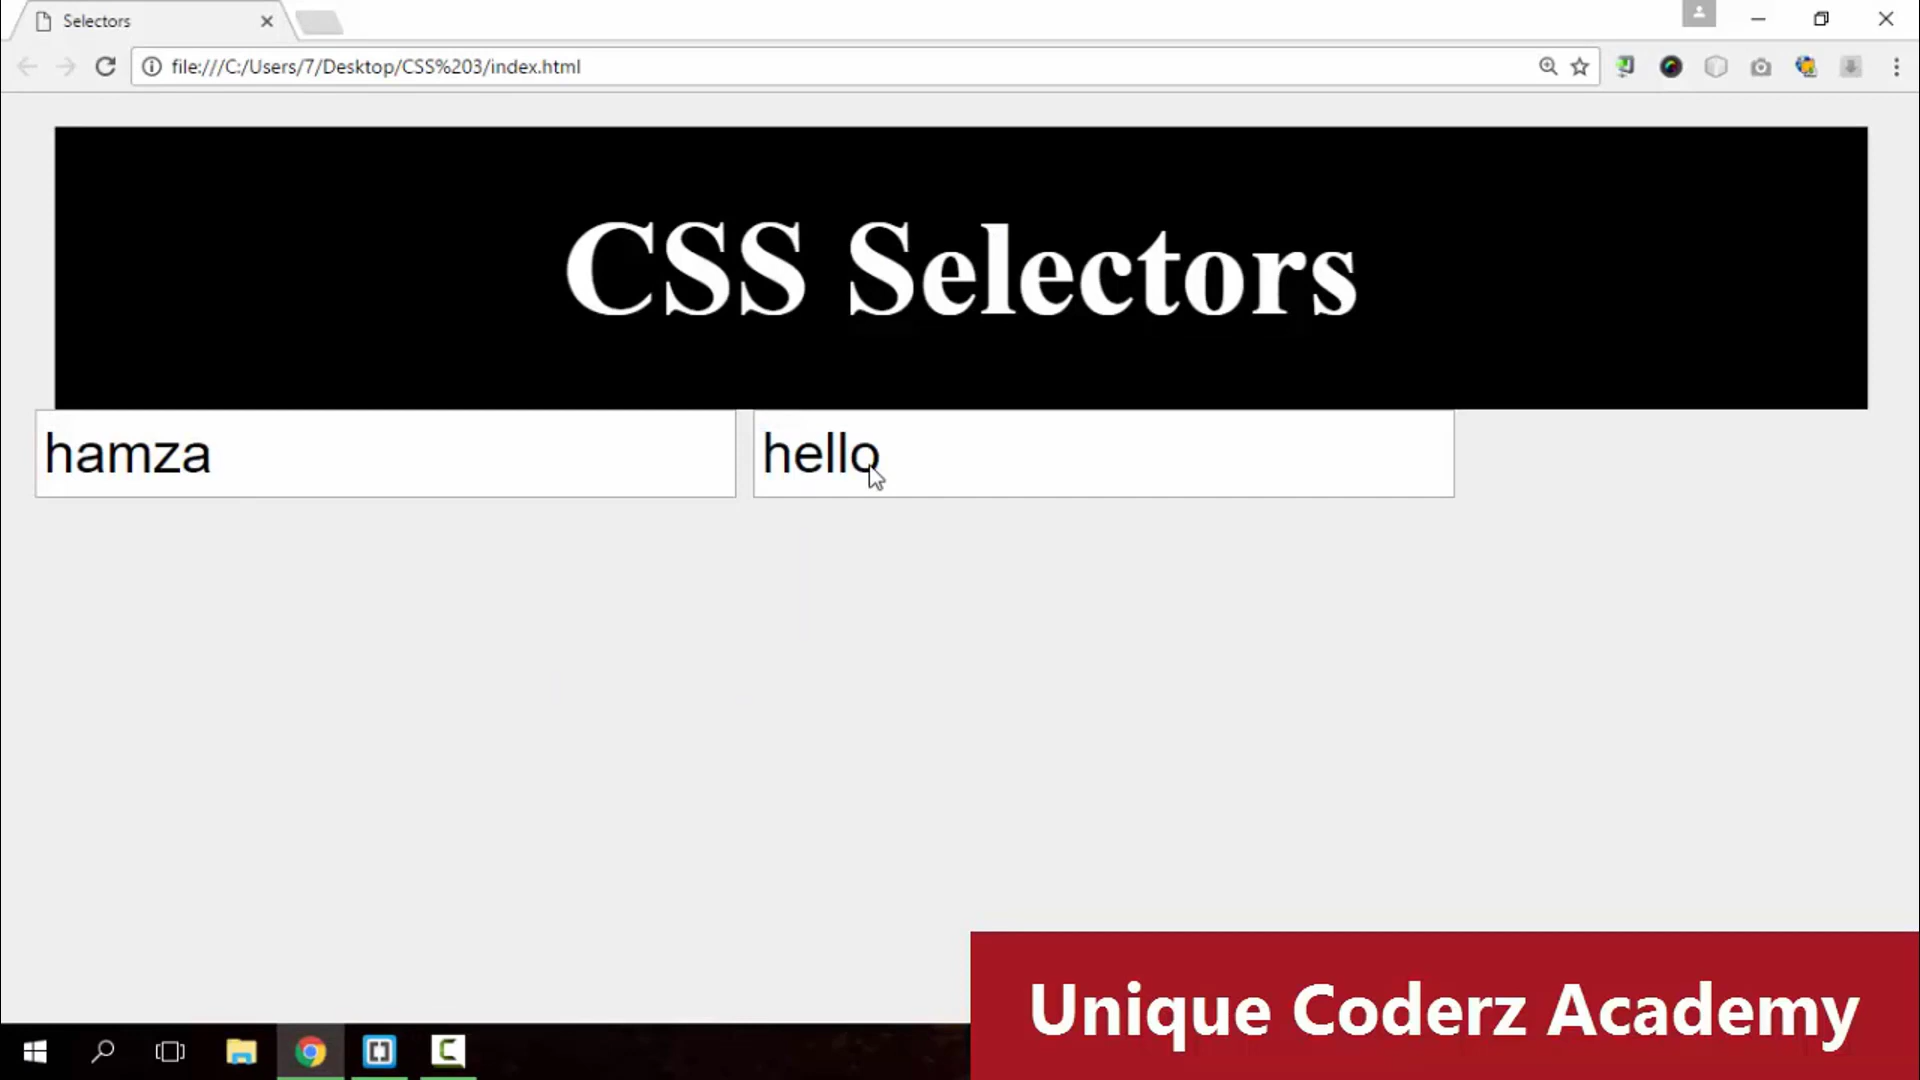 Selectors
file:///C:/Users/7/Desktop/CSS%203/index.html
CSS Selectors
hamza
hello
Unique Coderz Academy